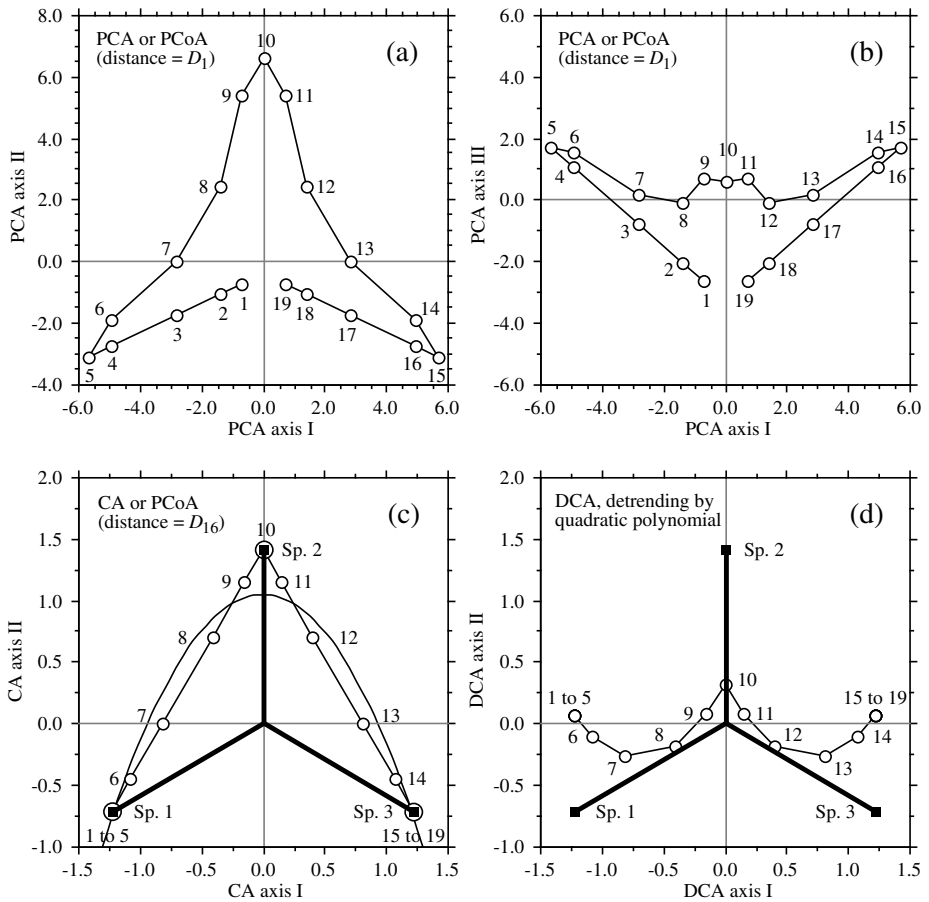 PCA or PCoA
(distance = D1)
(a)
8.0
6.0
4.0
2.0
0.0
-2.0
-4.0
PCA axis II
10
9
11
8
12
7
13
6
14
5
4
3
2
1
19
18
17
16
15
-6.0 -4.0 -2.0 0.0 2.0 4.0 6.0
PCA axis I
PCA or PCoA
(distance = D1)
(b)
6.0
4.0
2.0
0.0
-2.0
-4.0
-6.0
PCA axis III
5
6
4
7
3
8
2
1
9
10
11
12
13
14
15
16
17
18
19
-6.0 -4.0 -2.0 0.0 2.0 4.0 6.0
PCA axis I
CA or PCoA
(distance = D16)
(c)
2.0
1.5
1.0
0.5
0.0
-0.5
-1.0
CA axis II
10
Sp. 2
9
11
8
12
7
13
6
14
Sp. 1
Sp. 3
1 to 5
15 to 19
-1.5 -1.0 -0.5 0.0 0.5 1.0 1.5
CA axis I
DCA, detrending by
quadratic polynomial
(d)
2.0
1.5
1.0
0.5
0.0
-0.5
-1.0
DCA axis II
Sp. 2
1 to 5
15 to 19
10
9
11
6
8
12
14
7
13
Sp. 1
Sp. 3
-1.5 -1.0 -0.5 0.0 0.5 1.0 1.5
DCA axis I